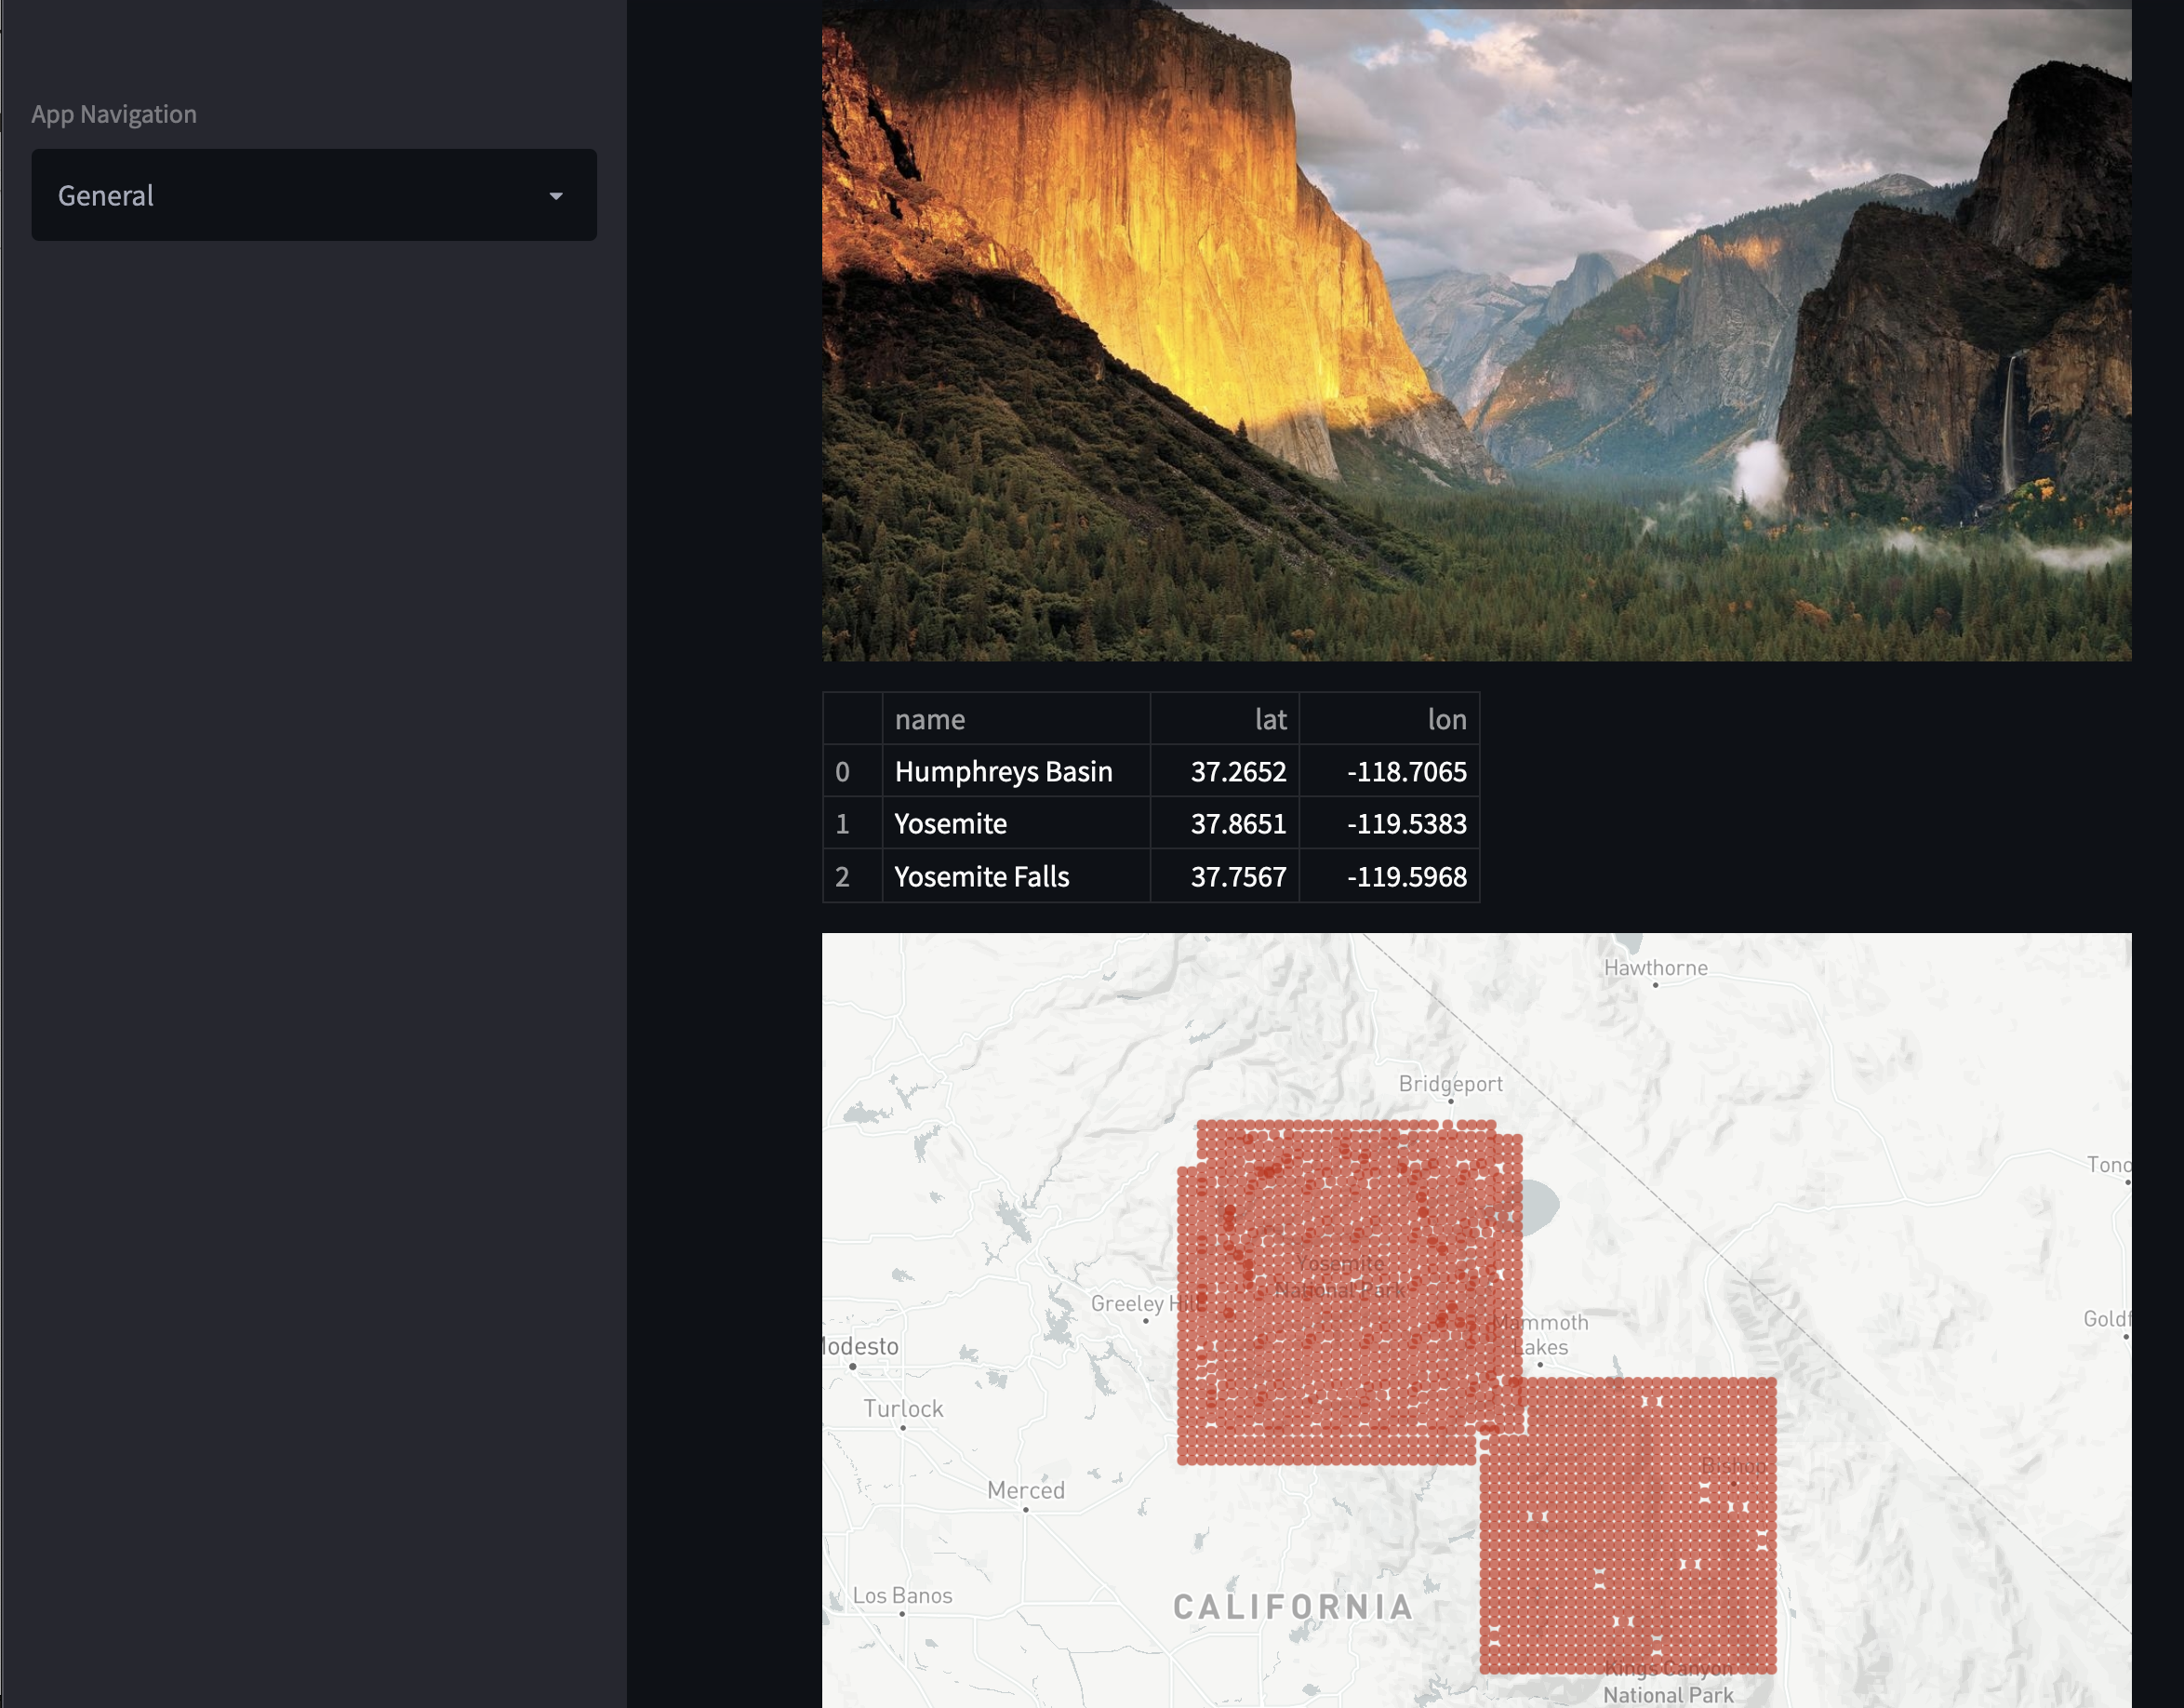 App Navigation
General
name lat lon
0 Humphreys Basin 37.2652 -118.7065
1 Yosemite 37.8651 -119.5383
2 Yosemite Falls 37.7567 -119.5968
Hawthorne
Bridgeport
Tono
Yosemite
National Park
Greeley Hill
Mammoth
Lakes
Goldf
Modesto
Turlock
Bishop
Merced
Los Banos
CALIFORNIA
Kings Canyon
National Park